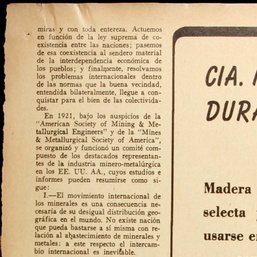 miras y con toda entereza. Actuemos
en función de la ley suprema de co-
existencia entre las naciones; pasemos
de esa coexistencia al sendero material
de la interdependencia económica de
los pueblos; y finalmente, resolvamos
los problemas internacionales dentro
de las normas que la buena vecindad,
entendida bilateralmente, llegue a con-
quistar para el bien de las colectivida-
des.
En 1921, bajo los auspicios de la
"American Society of Mining & Me-
tallurgical Engineers" y de la "Mines
& Metallurgical Society of America",
se organizó y funcionó un comité com-
puesto de los destacados representan-
tes de la industria minero-metalúrgica
en los EE. UU. AA., cuyos estudios e
informes pueden resumirse como si-
gue:
I.—El movimiento internacional de
los minerales es una consecuencia ne-
cesaria de su desigual distribución geo-
gráfica en el mundo. No existe nación
que pueda bastarse a sí misma con re-
lación al abastecimiento de minerales y
metales: a este respecto el intercam-
bio internacional es inevitable.
CIA.
DURA
Madera
selecta
usarse e